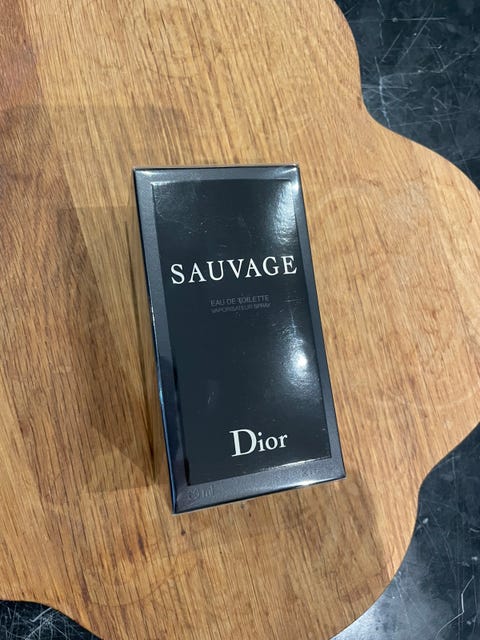 SAUVAGE
EAU DE TOILETTE
VAPORISATEUR SPRAY
Dior